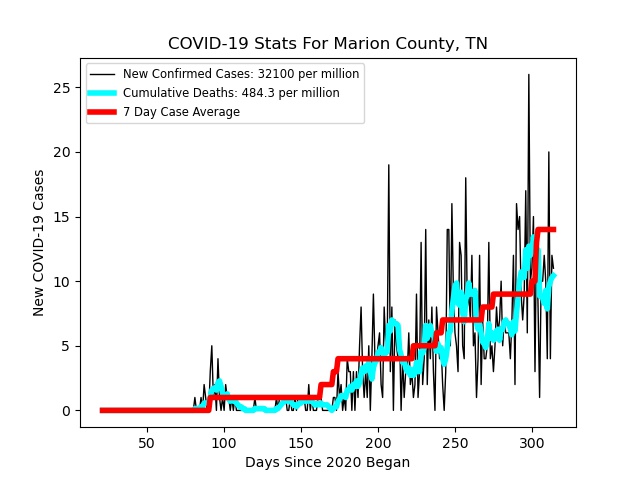 COVID-19 Stats For Marion County, TN
New Confirmed Cases: 32100 per million
Cumulative Deaths: 484.3 per million
7 Day Case Average
New COVID-19 Cases
25
20
15
10
5
0
50 100 150 200 250 300
Days Since 2020 Began